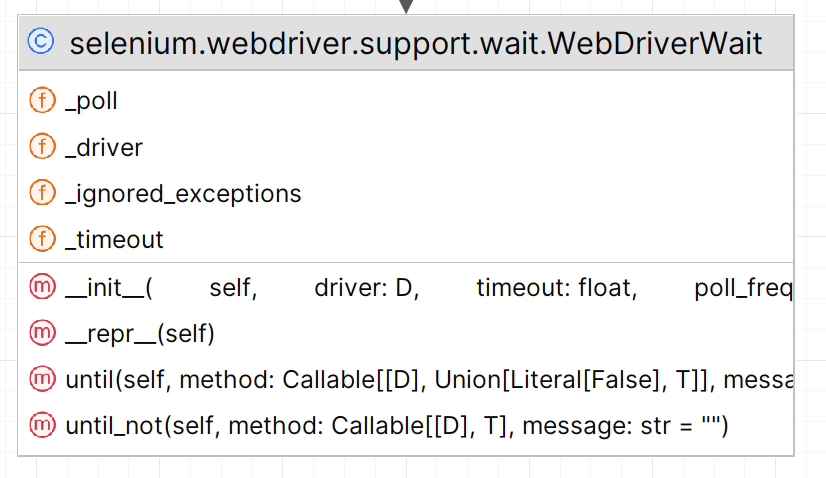 C selenium.webdriver.support.wait.WebDriverWait
f _poll
f _driver
f _ignored_exceptions
f _timeout
m __init__( self, driver: D, timeout: float, poll_freq
m __repr__(self)
m until(self, method: Callable[[D], Union[Literal[False], T]], messa
m until_not(self, method: Callable[[D], T], message: str = "")